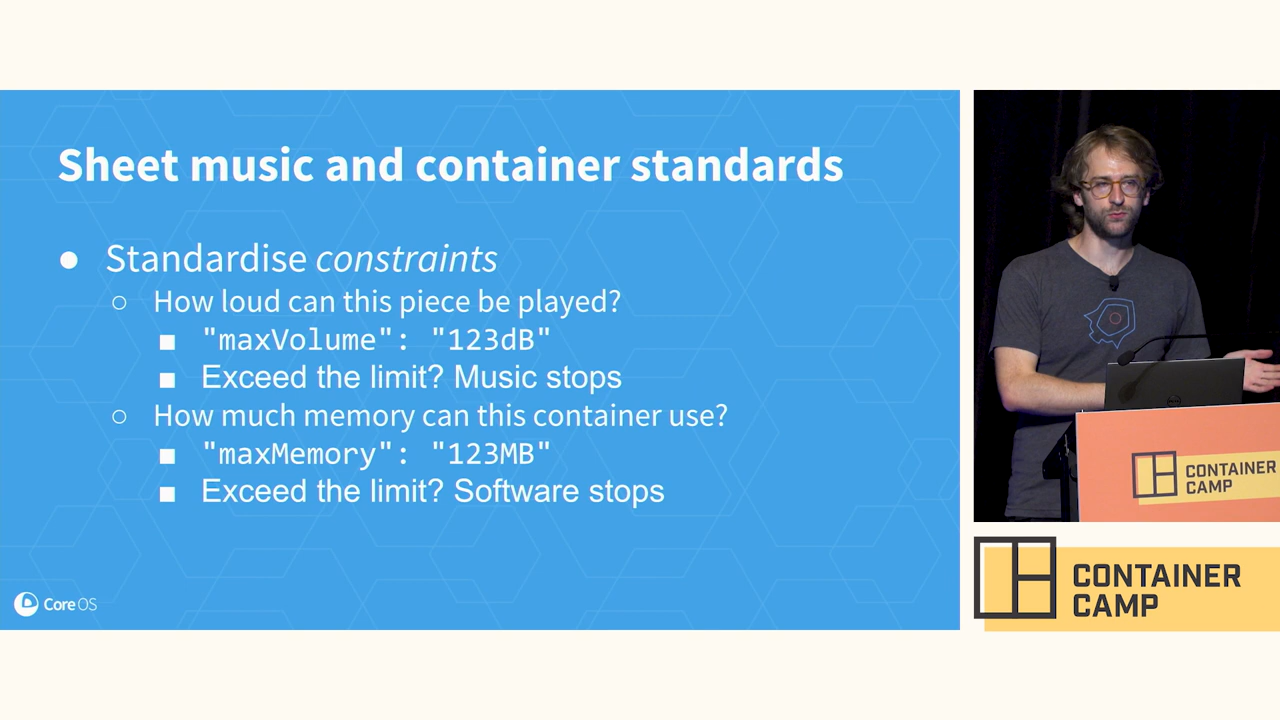 Sheet music and container standards
● Standardise constraints
○ How loud can this piece be played?
■ "maxVolume": "123dB"
■ Exceed the limit? Music stops
○ How much memory can this container use?
■ "maxMemory": "123MB"
■ Exceed the limit? Software stops
CoreOS
CONTAINER
CAMP
CONTAINER
CAMP